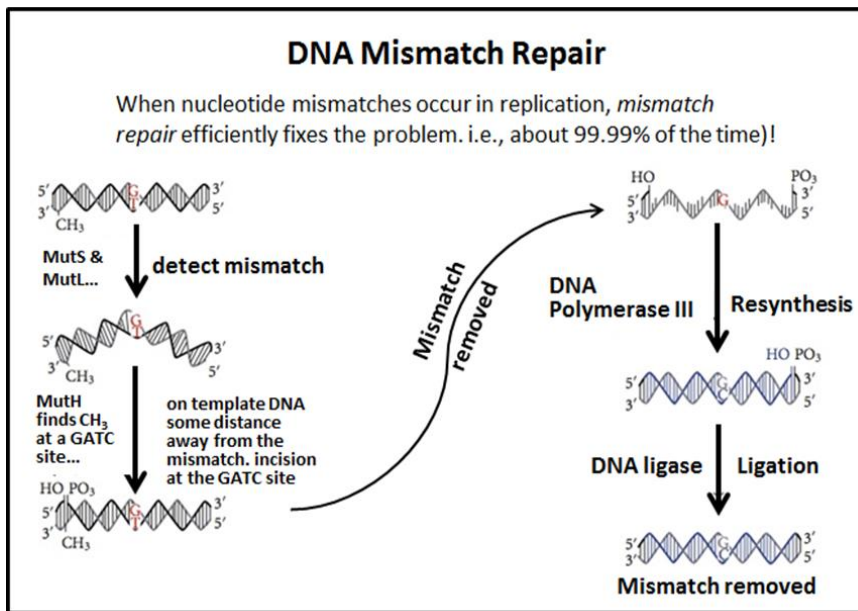 DNA Mismatch Repair
When nucleotide mismatches occur in replication, mismatch
repair efficiently fixes the problem. i.e., about 99.99% of the time)!
5′ G 3′
3′ T 5′
CH₃
MutS &
MutL...
detect mismatch
5′ G
3′ T 3′
CH₃ 5′
MutH
finds CH₃
at a GATC
site...
on template DNA
some distance
away from the
mismatch. incision
at the GATC site
HO PO₃
5′ G 3′
3′ T 5′
CH₃
Mismatch
removed
HO PO₃
5′ G 3′
3′ 5′
DNA
Polymerase III
Resynthesis
HO PO₃
5′ G 3′
3′ C 5′
DNA ligase
Ligation
5′ G 3′
3′ C 5′
Mismatch removed